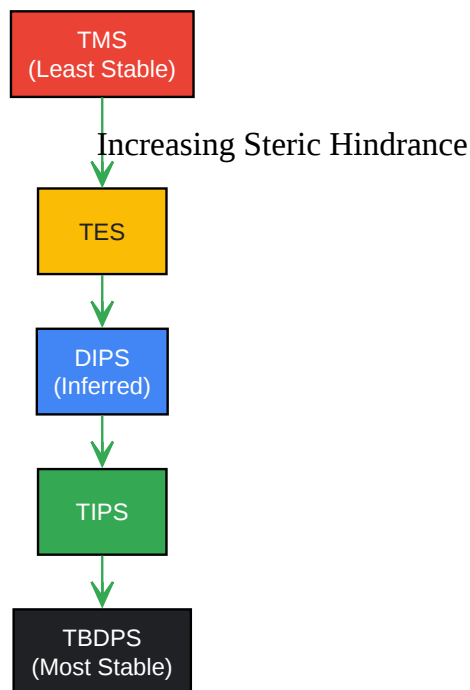 TMS
(Least Stable)
Increasing Steric Hindrance
TES
DIPS
(Inferred)
TIPS
TBDPS
(Most Stable)